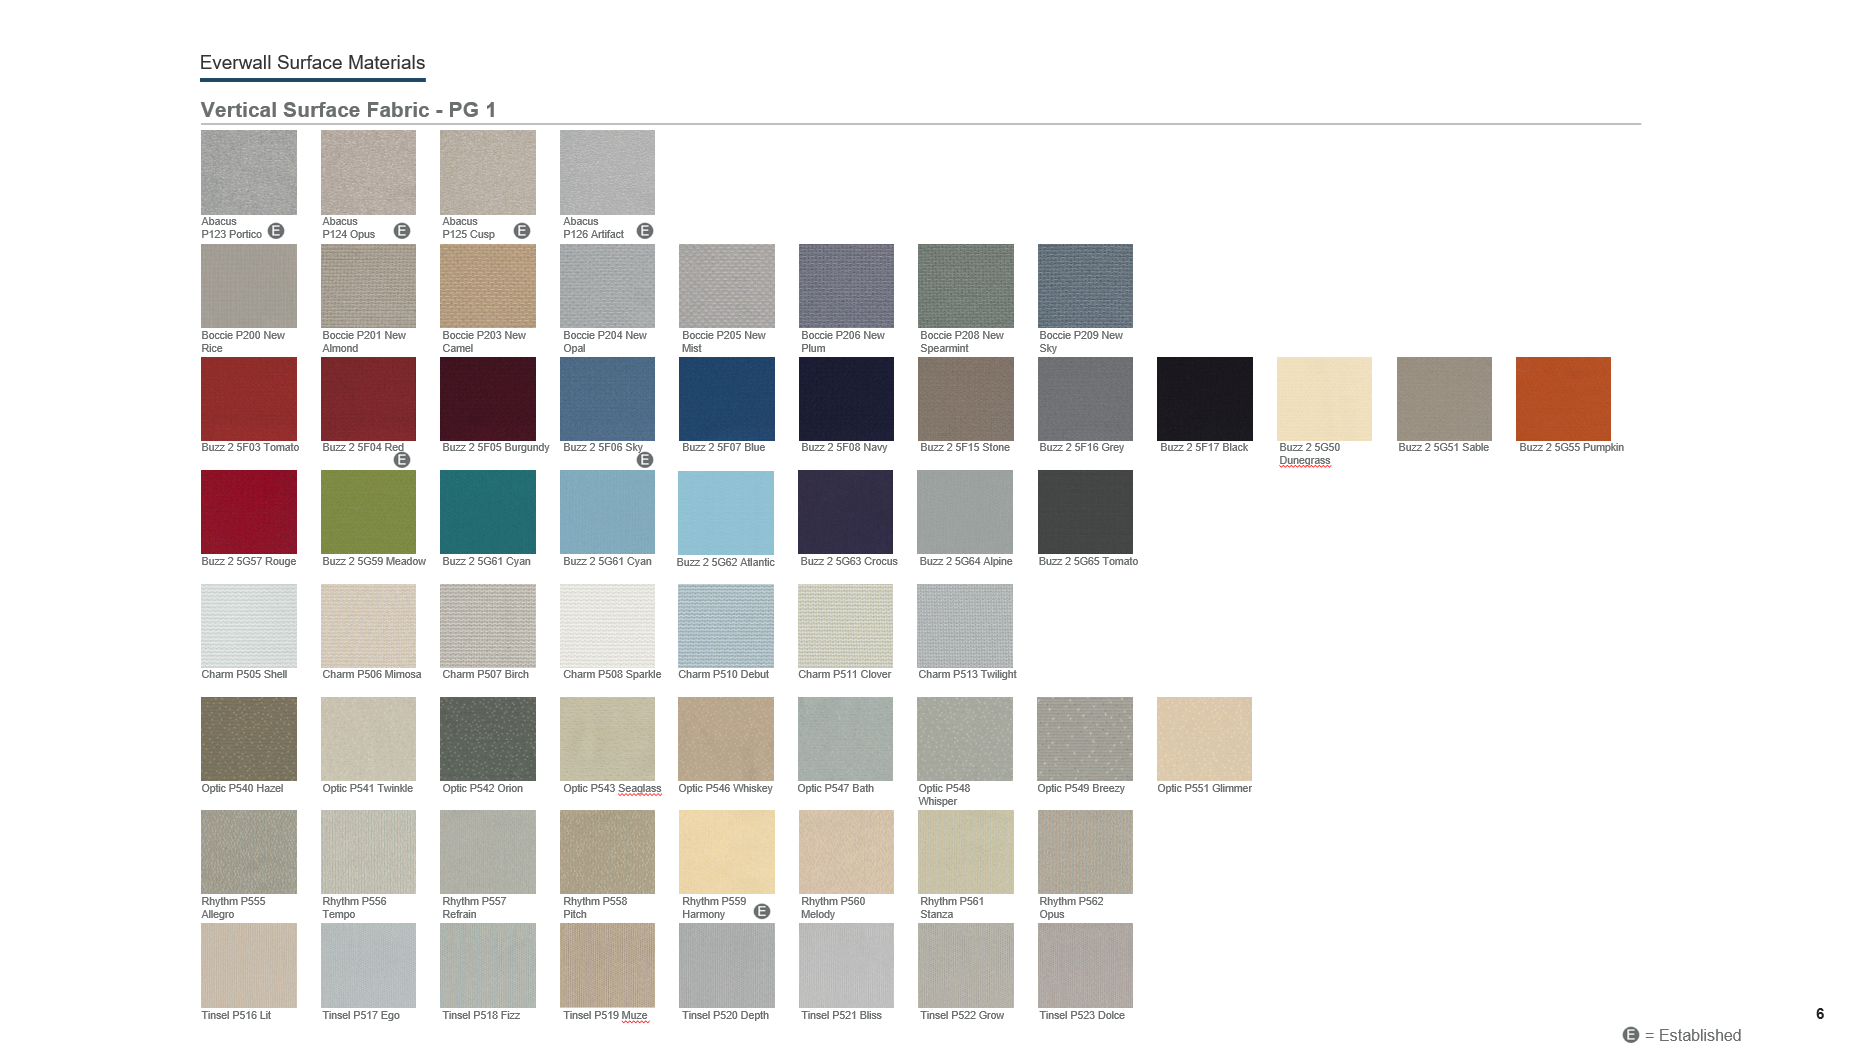 Everwall Surface Materials
Vertical Surface Fabric - PG 1
Abacus
P123 Portico E
Abacus
P124 Opus E
Abacus
P125 Cusp E
Abacus
P126 Artifact E
Boccie P200 New
Rice
Boccie P201 New
Almond
Boccie P203 New
Camel
Boccie P204 New
Opal
Boccie P205 New
Mist
Boccie P206 New
Plum
Boccie P208 New
Spearmint
Boccie P209 New
Sky
Buzz 2 5F03 Tomato
Buzz 2 5F04 Red
E
Buzz 2 5F05 Burgundy
Buzz 2 5F06 Sky
E
Buzz 2 5F07 Blue
Buzz 2 5F08 Navy
Buzz 2 5F15 Stone
Buzz 2 5F16 Grey
Buzz 2 5F17 Black
Buzz 2 5G50
Dunegrass
Buzz 2 5G51 Sable
Buzz 2 5G55 Pumpkin
Buzz 2 5G57 Rouge
Buzz 2 5G59 Meadow
Buzz 2 5G61 Cyan
Buzz 2 5G61 Cyan
Buzz 2 5G62 Atlantic
Buzz 2 5G63 Crocus
Buzz 2 5G64 Alpine
Buzz 2 5G65 Tomato
Charm P505 Shell
Charm P506 Mimosa
Charm P507 Birch
Charm P508 Sparkle
Charm P510 Debut
Charm P511 Clover
Charm P513 Twilight
Optic P540 Hazel
Optic P541 Twinkle
Optic P542 Orion
Optic P543 Seaglass
Optic P546 Whiskey
Optic P547 Bath
Optic P548
Whisper
Optic P549 Breezy
Optic P551 Glimmer
Rhythm P555
Allegro
Rhythm P556
Tempo
Rhythm P557
Refrain
Rhythm P558
Pitch
Rhythm P559
Harmony E
Rhythm P560
Melody
Rhythm P561
Stanza
Rhythm P562
Opus
Tinsel P516 Lit
Tinsel P517 Ego
Tinsel P518 Fizz
Tinsel P519 Muze
Tinsel P520 Depth
Tinsel P521 Bliss
Tinsel P522 Grow
Tinsel P523 Dolce
6
E = Established